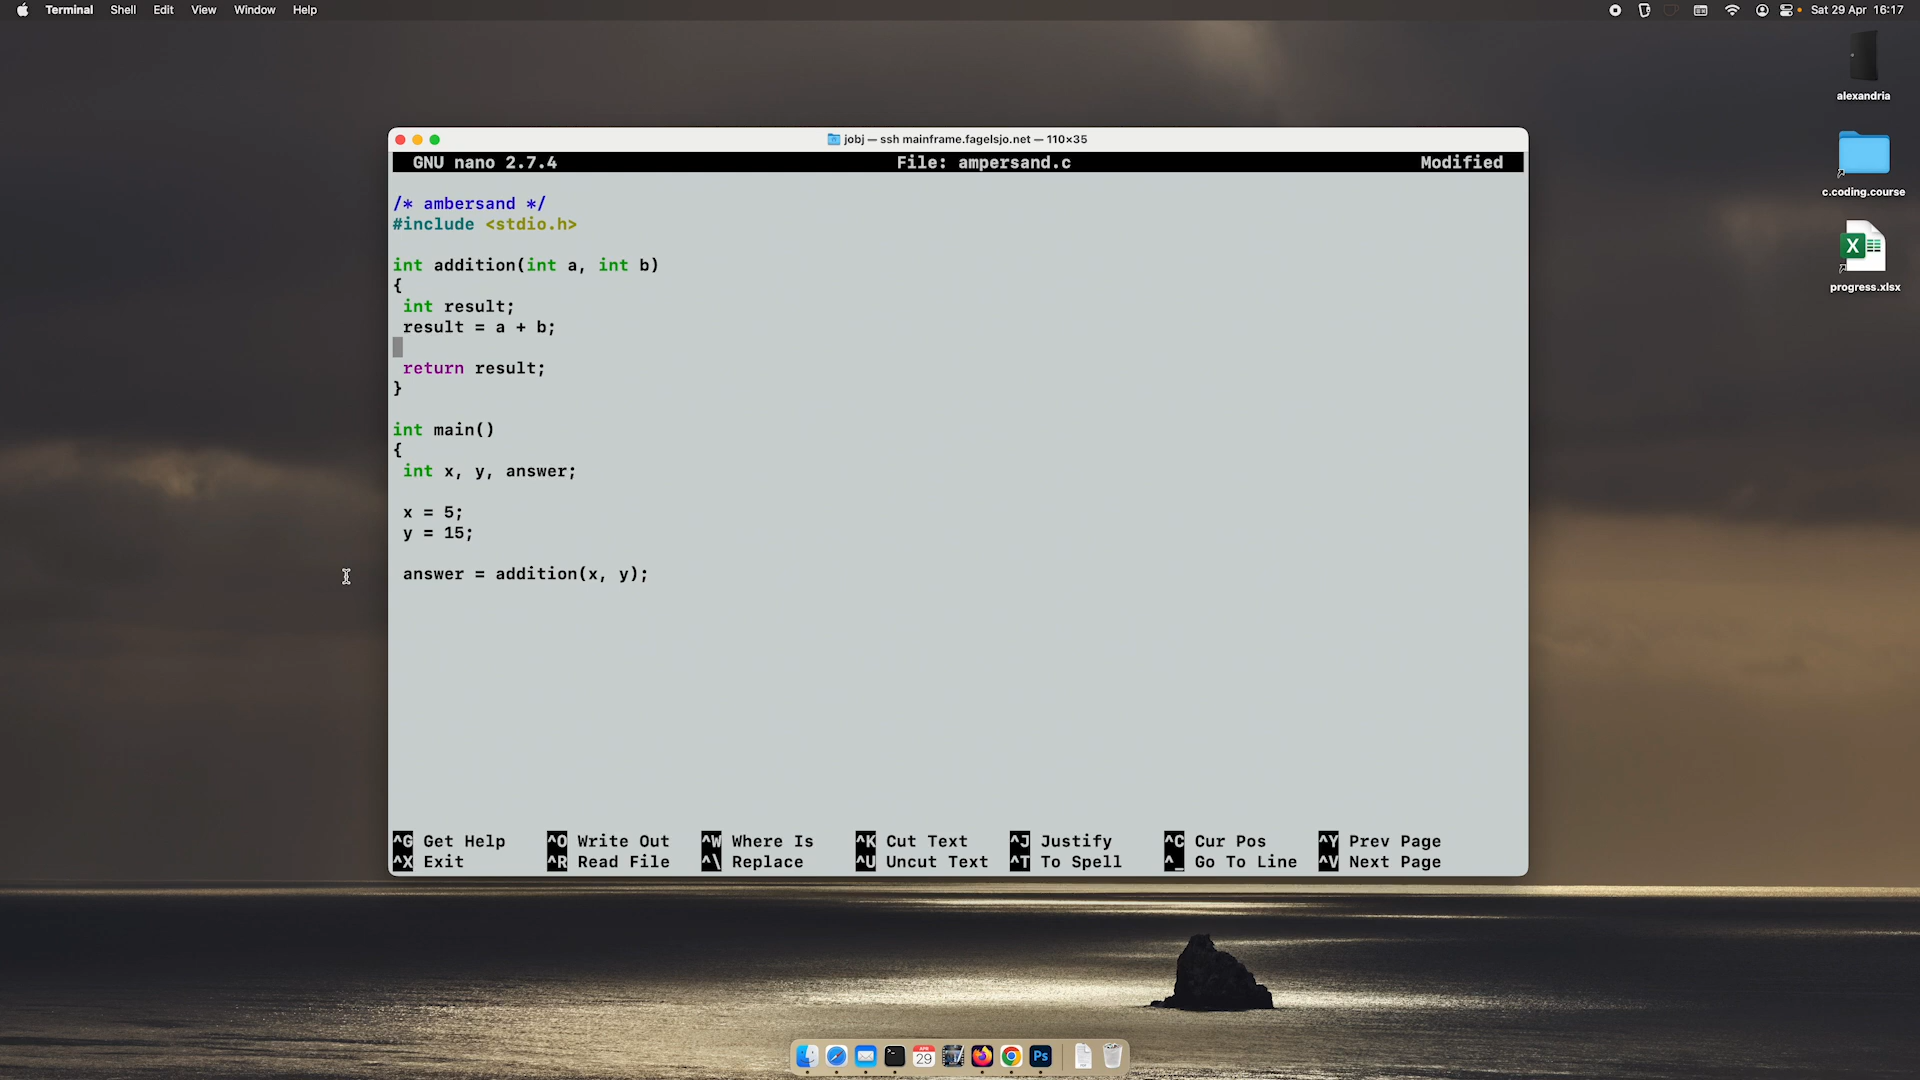 Terminal Shell Edit View Window Help Sat 29 Apr 16:17
alexandria
c.coding.course
progress.xlsx
jobj — ssh mainframe.fagelsjo.net — 110×35
GNU nano 2.7.4 File: ampersand.c Modified
/* ambersand */
#include <stdio.h>
int addition(int a, int b)
{
int result;
result = a + b;
return result;
}
int main()
{
int x, y, answer;
x = 5;
y = 15;
answer = addition(x, y);
^G Get Help ^O Write Out ^W Where Is ^K Cut Text ^J Justify ^C Cur Pos ^Y Prev Page
^X Exit ^R Read File ^\ Replace ^U Uncut Text ^T To Spell ^_ Go To Line ^V Next Page
APR
29
Ps